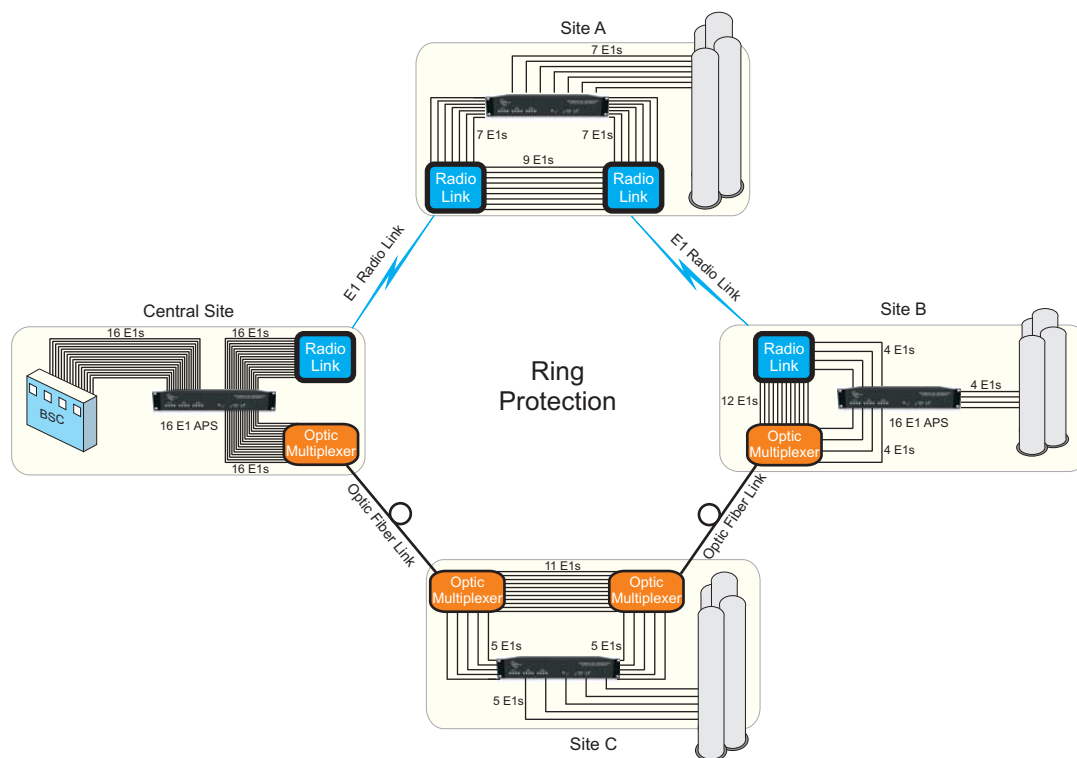 Site A
7 E1s
7 E1s
7 E1s
9 E1s
Radio
Link
Radio
Link
E1 Radio Link
E1 Radio Link
Central Site
16 E1s
16 E1s
Radio
Link
BSC
16 E1 APS
Optic
Multiplexer
16 E1s
Ring
Protection
Site B
Radio
Link
4 E1s
4 E1s
12 E1s
16 E1 APS
Optic
Multiplexer
4 E1s
Optic Fiber Link
Optic Fiber Link
11 E1s
Optic
Multiplexer
Optic
Multiplexer
5 E1s
5 E1s
5 E1s
Site C